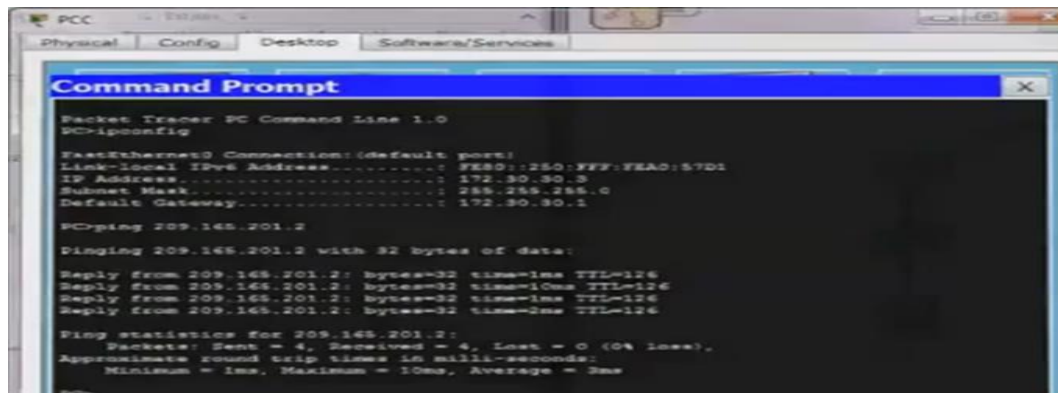 PCC
Physical Config Desktop Software/Services
Command Prompt
X
Packet Tracer PC Command Line 1.0
PC>ipconfig
FastEthernet0 Connection:(default port)
Link-local IPv6 Address.........: FE80::250:FFF:FEA0:57D1
IP Address......................: 172.30.30.3
Subnet Mask.....................: 255.255.255.0
Default Gateway.................: 172.30.30.1
PC>ping 209.165.201.2
Pinging 209.165.201.2 with 32 bytes of data:
Reply from 209.165.201.2: bytes=32 time=1ms TTL=126
Reply from 209.165.201.2: bytes=32 time=10ms TTL=126
Reply from 209.165.201.2: bytes=32 time=1ms TTL=126
Reply from 209.165.201.2: bytes=32 time=2ms TTL=126
Ping statistics for 209.165.201.2:
Packets: Sent = 4, Received = 4, Lost = 0 (0% loss),
Approximate round trip times in milli-seconds:
Minimum = 1ms, Maximum = 10ms, Average = 3ms